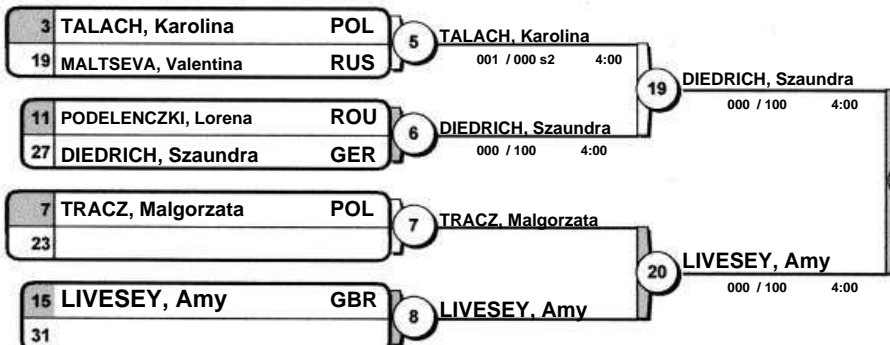 3 TALACH, Karolina POL
19 MALTSEVA, Valentina RUS
5
TALACH, Karolina
001 / 000 s2 4:00
11 PODELENCZKI, Lorena ROU
27 DIEDRICH, Szaundra GER
6
DIEDRICH, Szaundra
000 / 100 4:00
19
DIEDRICH, Szaundra
000 / 100 4:00
7 TRACZ, Malgorzata POL
23
7
TRACZ, Malgorzata
15 LIVESEY, Amy GBR
31
8
LIVESEY, Amy
20
LIVESEY, Amy
000 / 100 4:00